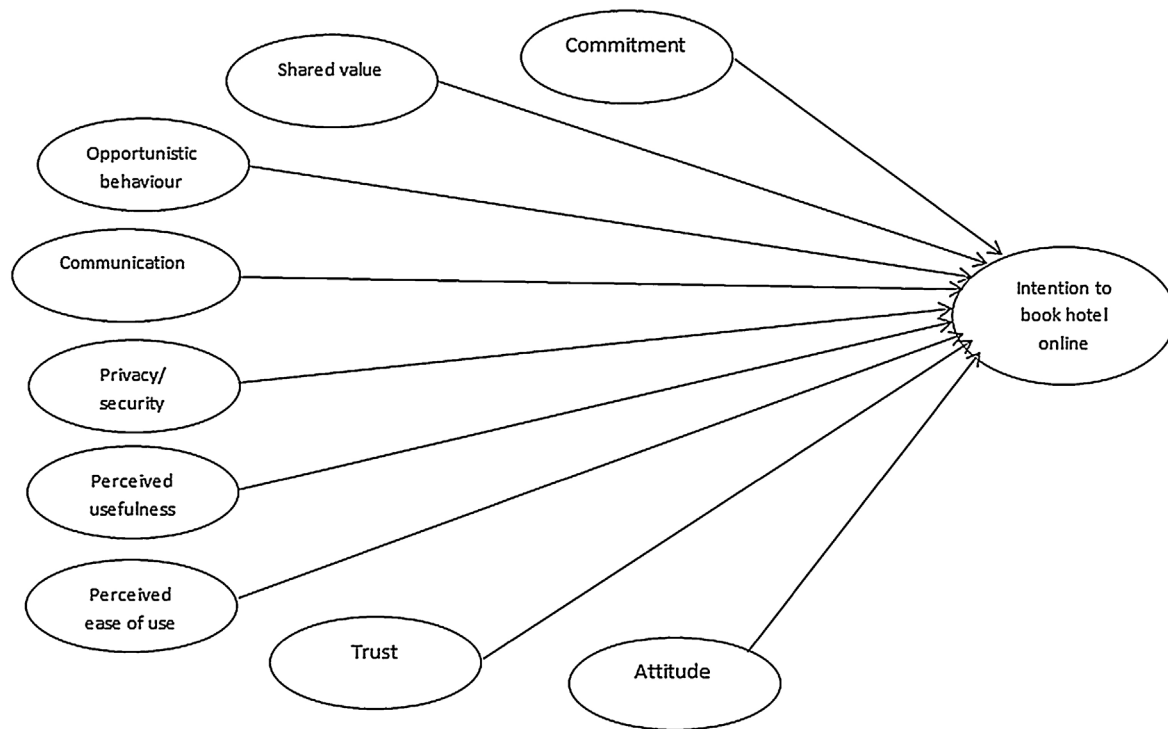 Commitment
Shared value
Opportunistic
behaviour
Communication
Intention to
book hotel
online
Privacy/
security
Perceived
usefulness
Perceived
ease of use
Trust
Attitude